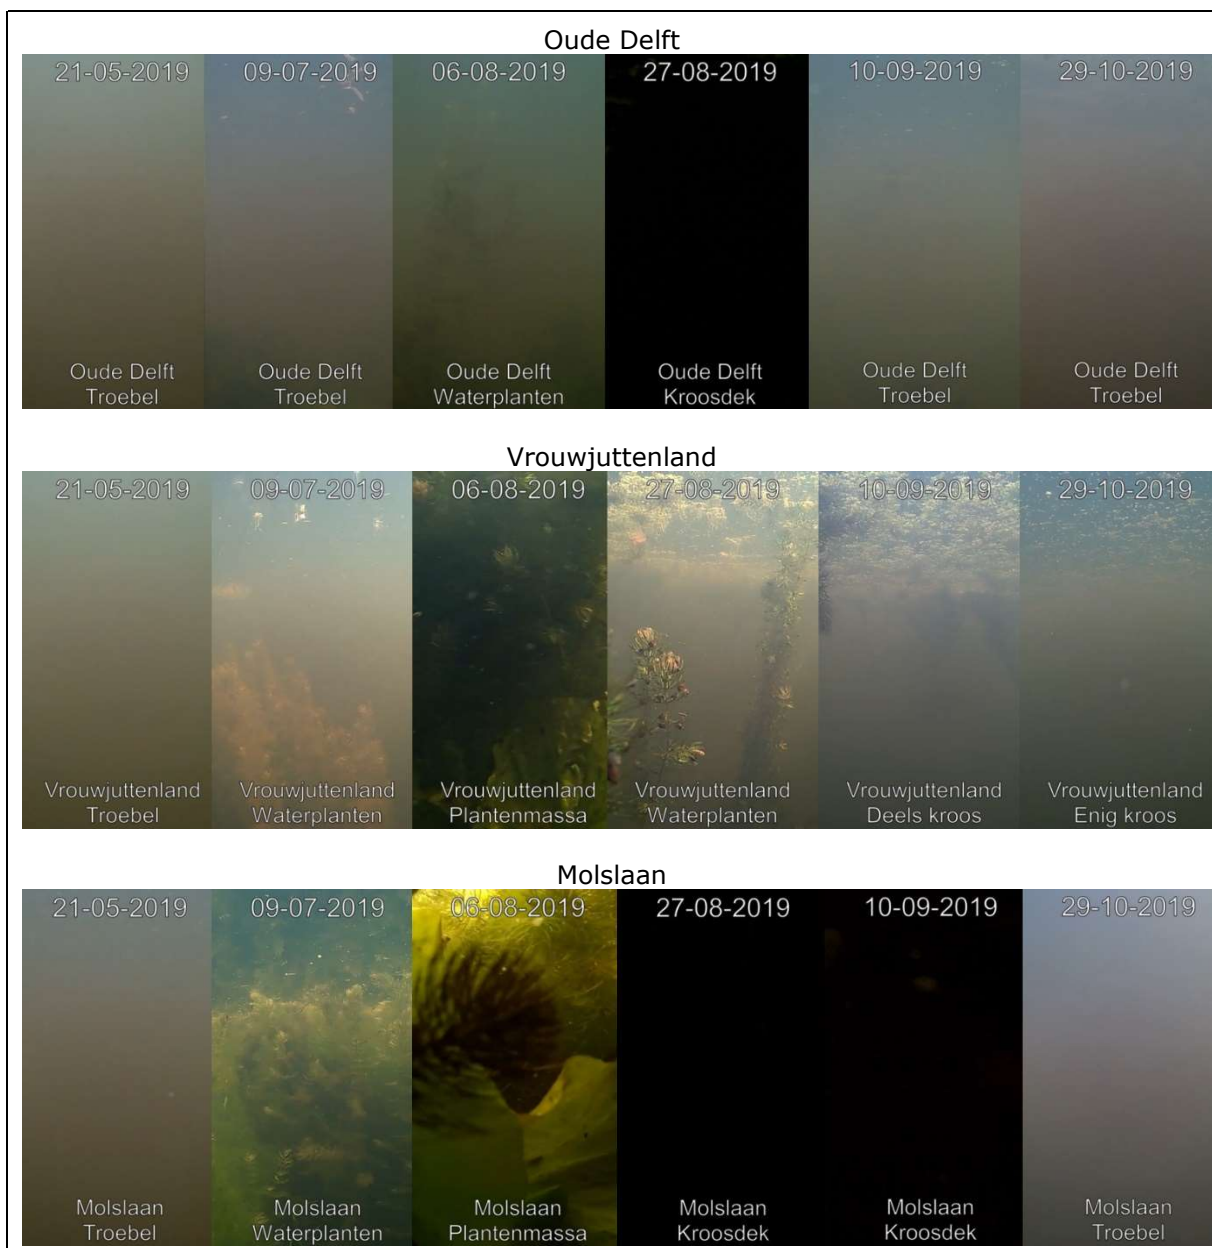 Oude Delft
21-05-2019
09-07-2019
06-08-2019
27-08-2019
10-09-2019
29-10-2019
Oude Delft
Troebel
Oude Delft
Troebel
Oude Delft
Waterplanten
Oude Delft
Kroosdek
Oude Delft
Troebel
Oude Delft
Troebel
Vrouwjuttenland
21-05-2019
09-07-2019
06-08-2019
27-08-2019
10-09-2019
29-10-2019
Vrouwjuttenland
Troebel
Vrouwjuttenland
Waterplanten
Vrouwjuttenland
Plantenmassa
Vrouwjuttenland
Waterplanten
Vrouwjuttenland
Deels kroos
Vrouwjuttenland
Enig kroos
Molslaan
21-05-2019
09-07-2019
06-08-2019
27-08-2019
10-09-2019
29-10-2019
Molslaan
Troebel
Molslaan
Waterplanten
Molslaan
Plantenmassa
Molslaan
Kroosdek
Molslaan
Kroosdek
Molslaan
Troebel